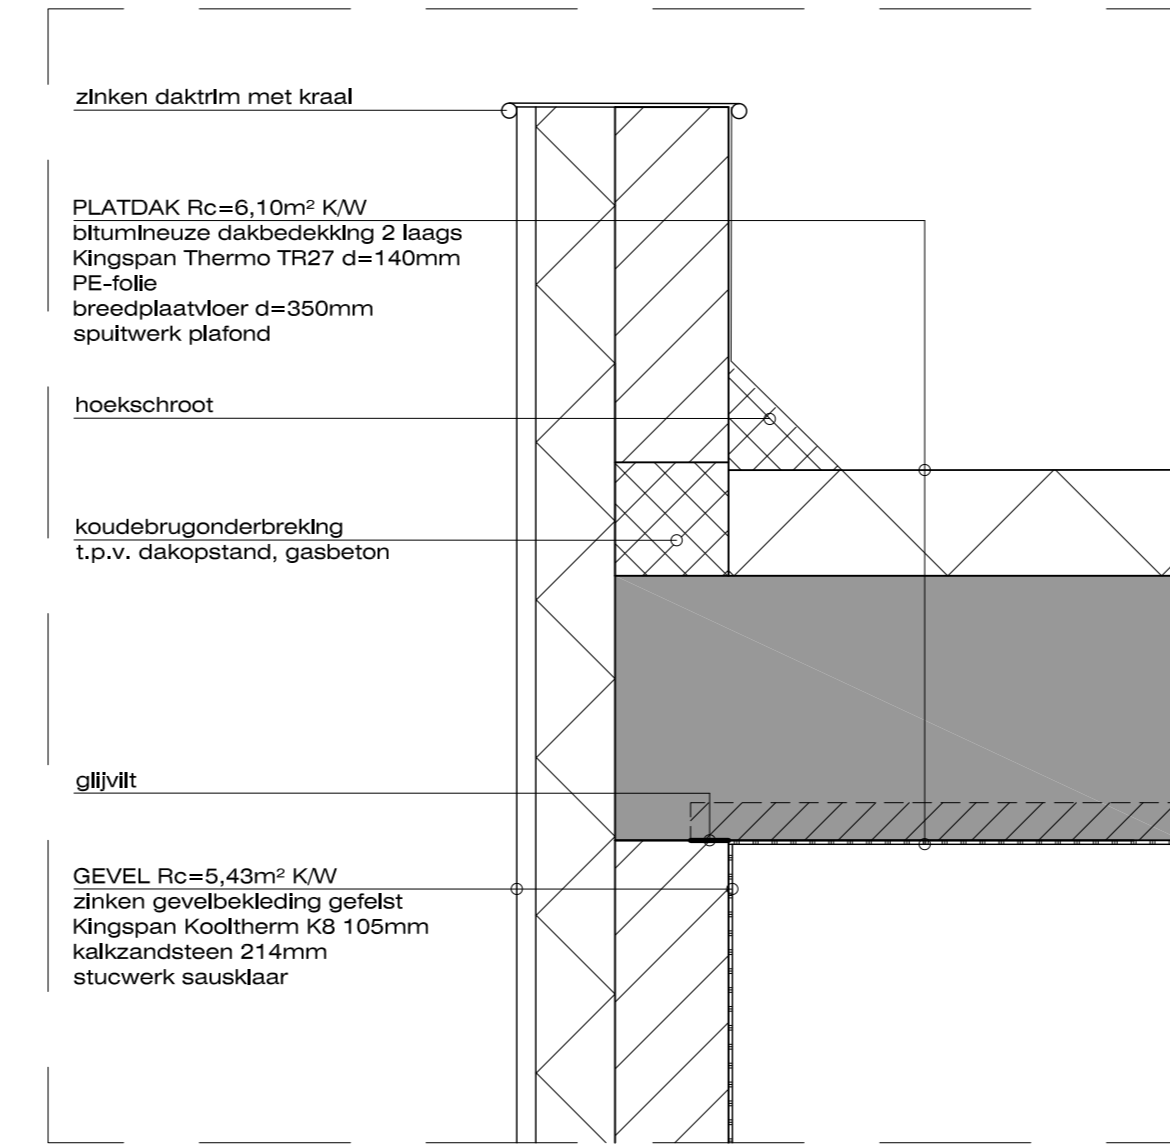 zinken daktrim met kraal
PLATDAK Rc=6,10m² K/W
bitumineuze dakbedekking 2 laags
Kingspan Thermo TR27 d=140mm
PE-folie
breedplaatvloer d=350mm
spuitwerk plafond
hoekschroot
koudebrugonderbreking
t.p.v. dakopstand, gasbeton
glijvilt
GEVEL Rc=5,43m² K/W
zinken gevelbekleding gefelst
Kingspan Kooltherm K8 105mm
kalkzandsteen 214mm
stucwerk sausklaar